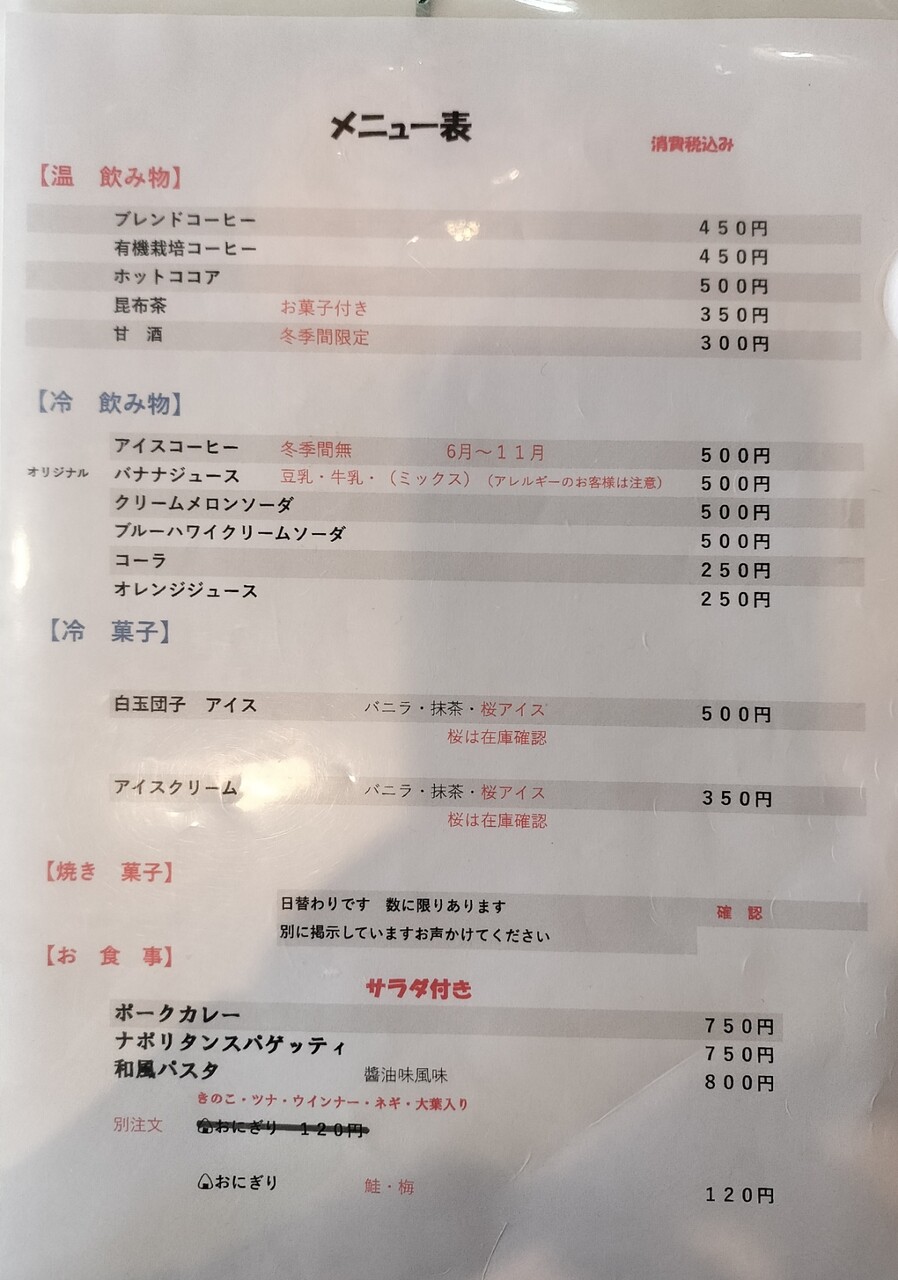 メニュー表
消費税込み
【温　飲み物】
ブレンドコーヒー　４５０円
有機栽培コーヒー　４５０円
ホットココア　５００円
昆布茶　お菓子付き　３５０円
甘　酒　冬季間限定　３００円
【冷　飲み物】
アイスコーヒー　冬季間無　6月～１１月　５００円
オリジナル　バナナジュース　豆乳・牛乳・（ミックス）（アレルギーのお客様は注意）　５００円
クリームメロンソーダ　５００円
ブルーハワイクリームソーダ　５００円
コーラ　２５０円
オレンジジュース　２５０円
【冷　菓子】
白玉団子　アイス　バニラ・抹茶・桜アイス　５００円
桜は在庫確認
アイスクリーム　バニラ・抹茶・桜アイス　３５０円
桜は在庫確認
【焼き　菓子】
日替わりです　数に限りあります　確　認
別に掲示していますお声かけてください
【お　食　事】
サラダ付き
ポークカレー　７５０円
ナポリタンスパゲッティ　７５０円
和風パスタ　醬油味風味　８００円
きのこ・ツナ・ウインナー・ネギ・大葉入り
別注文　🍙おにぎり　１２０円
🍙おにぎり　鮭・梅　１２０円